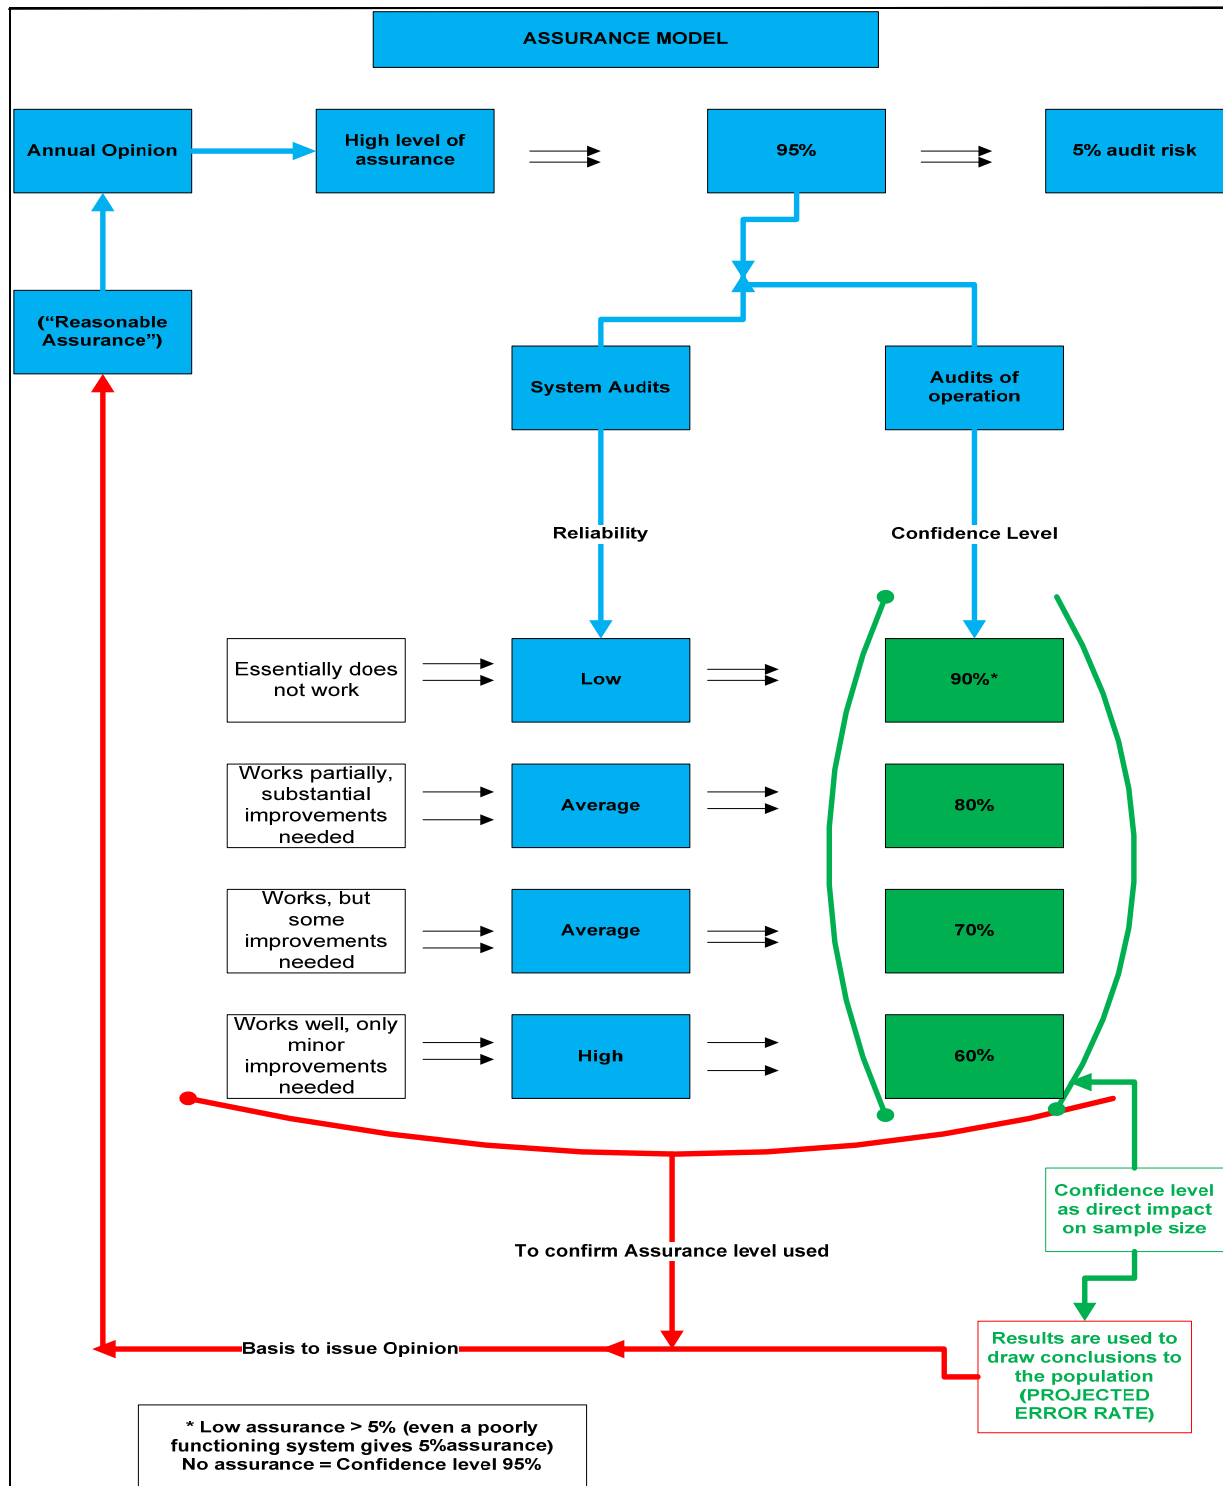 ASSURANCE MODEL
Annual Opinion
High level of
assurance
95%
5% audit risk
(“Reasonable
Assurance”)
System Audits
Audits of
operation
Reliability
Confidence Level
Essentially does
not work
Low
90%*
Works partially,
substantial
improvements
needed
Average
80%
Works, but
some
improvements
needed
Average
70%
Works well, only
minor
improvements
needed
High
60%
Confidence level
as direct impact
on sample size
To confirm Assurance level used
Basis to issue Opinion
Results are used to
draw conclusions to
the population
(PROJECTED
ERROR RATE)
* Low assurance > 5% (even a poorly
functioning system gives 5%assurance)
No assurance = Confidence level 95%